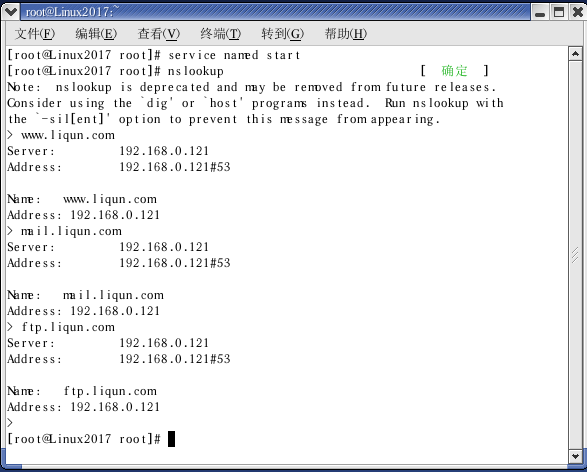 root@Linux2017:~
文件(F) 编辑(E) 查看(V) 终端(T) 转到(G) 帮助(H)
[root@Linux2017 root]# service named start
[root@Linux2017 root]# nslookup [ 确定 ]
Note: nslookup is deprecated and may be removed from future releases.
Consider using the `dig' or `host' programs instead. Run nslookup with
the `-sil[ent]' option to prevent this message from appearing.
> www.liqun.com
Server: 192.168.0.121
Address: 192.168.0.121#53
Name: www.liqun.com
Address: 192.168.0.121
> mail.liqun.com
Server: 192.168.0.121
Address: 192.168.0.121#53
Name: mail.liqun.com
Address: 192.168.0.121
> ftp.liqun.com
Server: 192.168.0.121
Address: 192.168.0.121#53
Name: ftp.liqun.com
Address: 192.168.0.121
>
[root@Linux2017 root]#